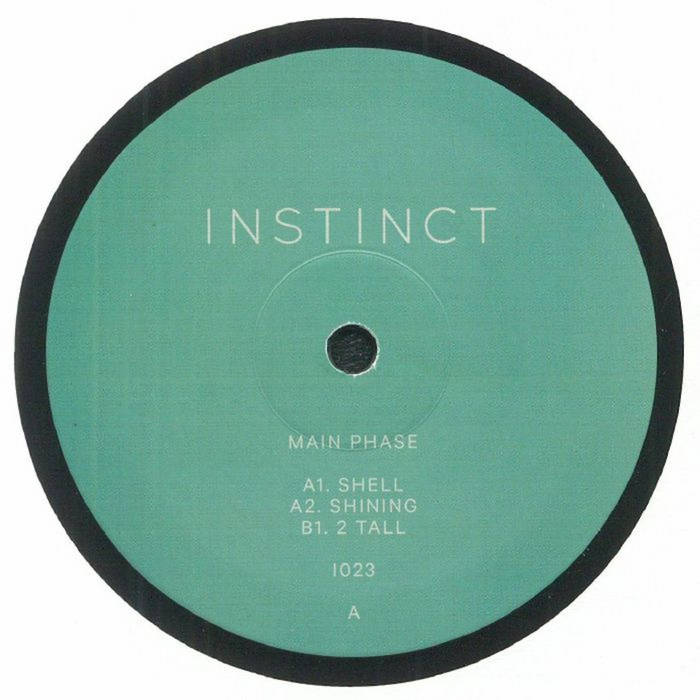 INSTINCT
MAIN PHASE
A1. SHELL
A2. SHINING
B1. 2 TALL
I023
A